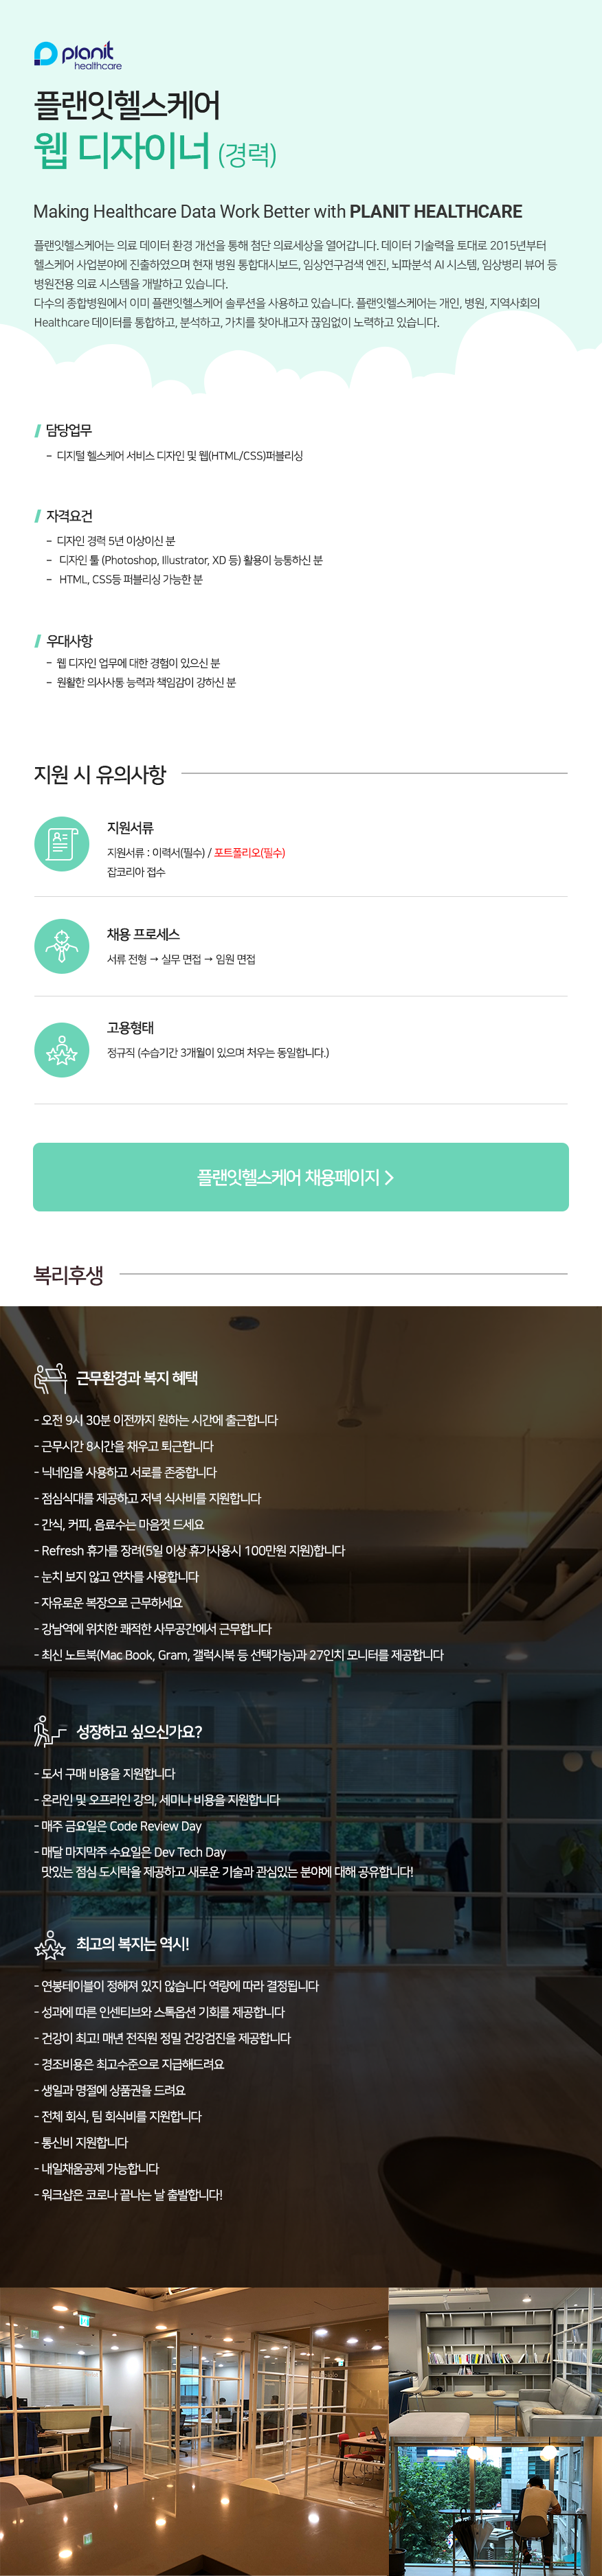 planit
healthcare
플랜잇헬스케어
웹 디자이너 (경력)
Making Healthcare Data Work Better with PLANIT HEALTHCARE
플랜잇헬스케어는 의료 데이터 환경 개선을 통해 첨단 의료세상을 열어갑니다. 데이터 기술력을 토대로 2015년부터
헬스케어 사업분야에 진출하였으며 현재 병원 통합대시보드, 임상연구검색 엔진, 뇌파분석 AI 시스템, 임상병리 뷰어 등
병원전용 의료 시스템을 개발하고 있습니다.
다수의 종합병원에서 이미 플랜잇헬스케어 솔루션을 사용하고 있습니다. 플랜잇헬스케어는 개인, 병원, 지역사회의
Healthcare 데이터를 통합하고, 분석하고, 가치를 찾아내고자 끊임없이 노력하고 있습니다.
담당업무
- 디지털 헬스케어 서비스 디자인 및 웹(HTML/CSS)퍼블리싱
자격요건
- 디자인 경력 5년 이상이신 분
- 디자인 툴 (Photoshop, Illustrator, XD 등) 활용이 능통하신 분
- HTML, CSS등 퍼블리싱 가능한 분
우대사항
- 웹 디자인 업무에 대한 경험이 있으신 분
- 원활한 의사사통 능력과 책임감이 강하신 분
지원 시 유의사항
지원서류
지원서류 : 이력서(필수) / 포트폴리오(필수)
잡코리아 접수
채용 프로세스
서류 전형 → 실무 면접 → 임원 면접
고용형태
정규직 (수습기간 3개월이 있으며 처우는 동일합니다.)
플랜잇헬스케어 채용페이지 >
복리후생
근무환경과 복지 혜택
- 오전 9시 30분 이전까지 원하는 시간에 출근합니다
- 근무시간 8시간을 채우고 퇴근합니다
- 닉네임을 사용하고 서로를 존중합니다
- 점심식대를 제공하고 저녁 식사비를 지원합니다
- 간식, 커피, 음료수는 마음껏 드세요
- Refresh 휴가를 장려(5일 이상 휴가사용시 100만원 지원)합니다
- 눈치 보지 않고 연차를 사용합니다
- 자유로운 복장으로 근무하세요
- 강남역에 위치한 쾌적한 사무공간에서 근무합니다
- 최신 노트북(Mac Book, Gram, 갤럭시북 등 선택가능)과 27인치 모니터를 제공합니다
성장하고 싶으신가요?
- 도서 구매 비용을 지원합니다
- 온라인 및 오프라인 강의, 세미나 비용을 지원합니다
- 매주 금요일은 Code Review Day
- 매달 마지막주 수요일은 Dev Tech Day
맛있는 점심 도시락을 제공하고 새로운 기술과 관심있는 분야에 대해 공유합니다!
최고의 복지는 역시!
- 연봉테이블이 정해져 있지 않습니다 역량에 따라 결정됩니다
- 성과에 따른 인센티브와 스톡옵션 기회를 제공합니다
- 건강이 최고! 매년 전직원 정밀 건강검진을 제공합니다
- 경조비용은 최고수준으로 지급해드려요
- 생일과 명절에 상품권을 드려요
- 전체 회식, 팀 회식비를 지원합니다
- 통신비 지원합니다
- 내일채움공제 가능합니다
- 워크샵은 코로나 끝나는 날 출발합니다!